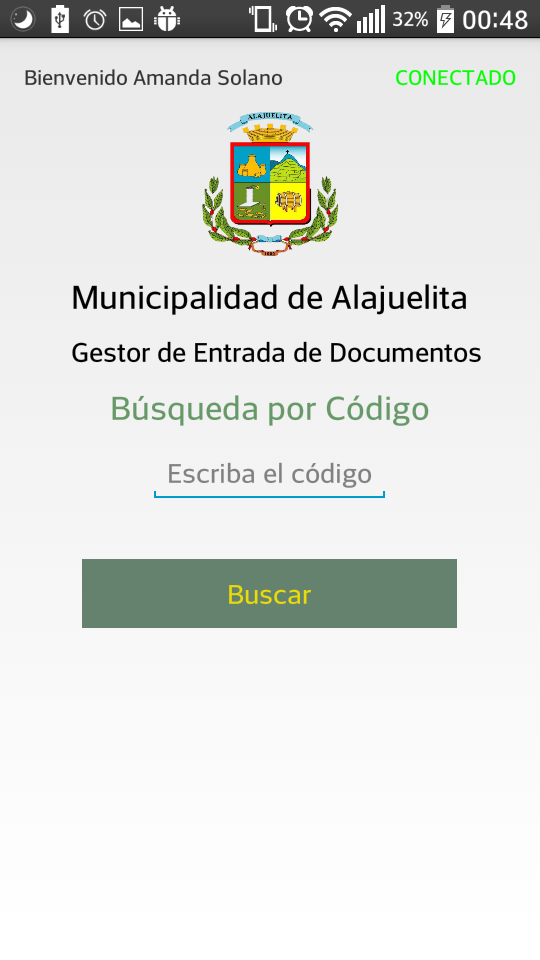 32% 00:48
Bienvenido Amanda Solano CONECTADO
ALAJUELITA
Municipalidad de Alajuelita
Gestor de Entrada de Documentos
Búsqueda por Código
Escriba el código
Buscar